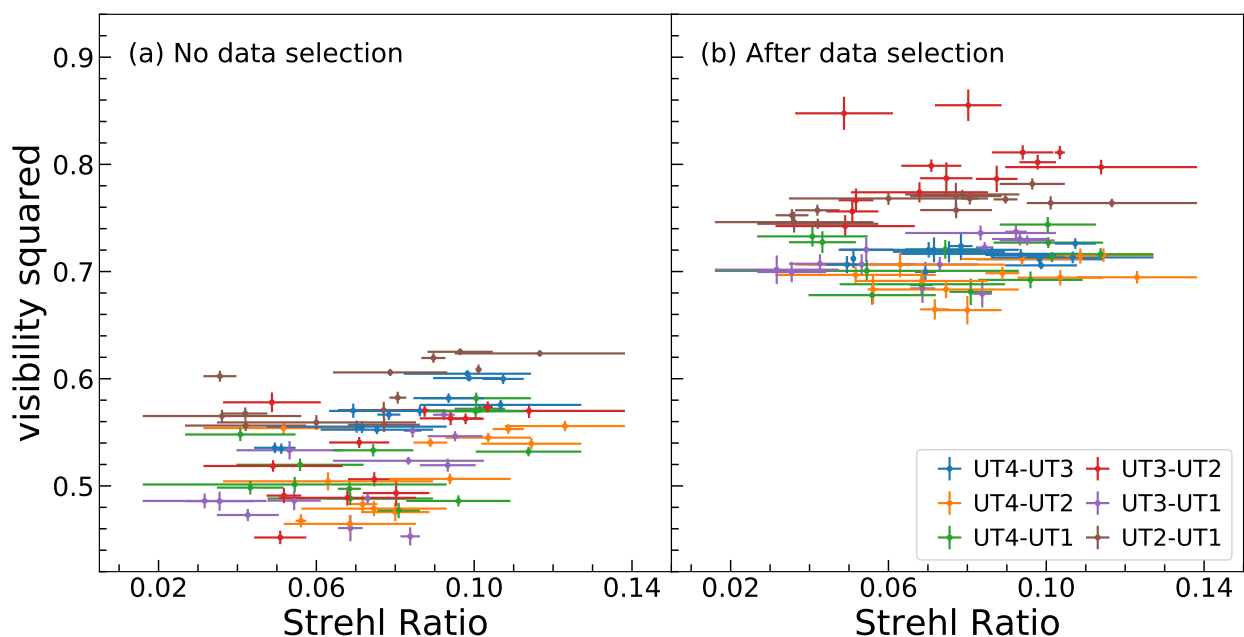 (a) No data selection
(b) After data selection
0.9
0.8
0.7
0.6
0.5
visibility squared
UT4-UT3
UT3-UT2
UT4-UT2
UT3-UT1
UT4-UT1
UT2-UT1
0.02
0.06
0.10
0.14
0.02
0.06
0.10
0.14
Strehl Ratio
Strehl Ratio